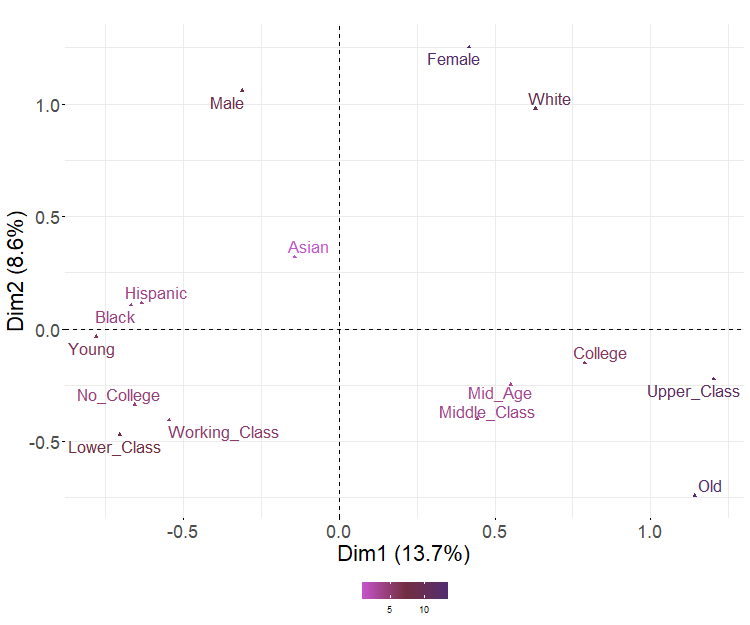 Female
White
Male
1.0
0.5
Asian
Hispanic
Black
0.0
Young
College
No_College
Mid_Age
Upper_Class
Middle_Class
Working_Class
-0.5
Lower_Class
Old
Dim2 (8.6%)
-0.5
0.0
0.5
1.0
Dim1 (13.7%)
5
10